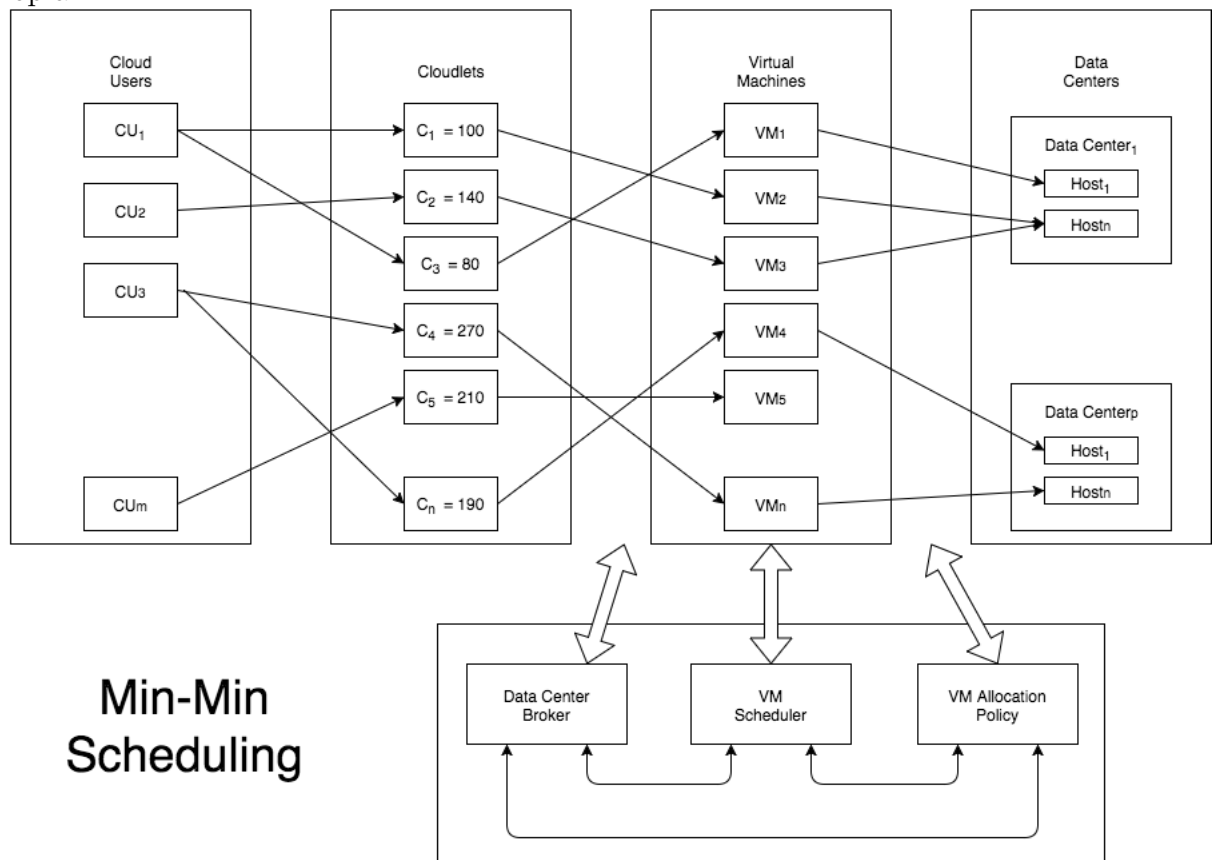 Cloud
Users
CU1
CU2
CU3
CUm
Cloudlets
C1 = 100
C2 = 140
C3 = 80
C4 = 270
C5 = 210
Cn = 190
Virtual
Machines
VM1
VM2
VM3
VM4
VM5
VMn
Data
Centers
Data Center1
Host1
Hostn
Data Centerp
Host1
Hostn
Min-Min
Scheduling
Data Center
Broker
VM
Scheduler
VM Allocation
Policy